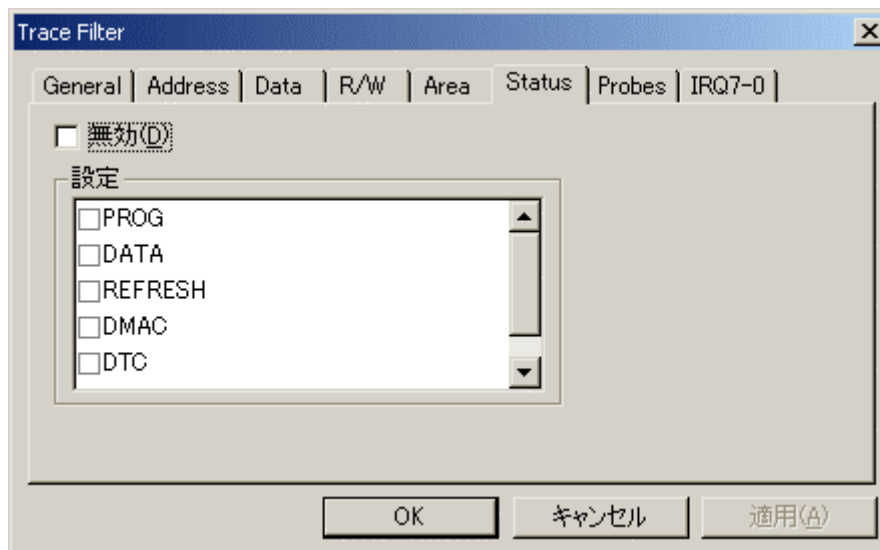 Trace Filter
General Address Data R/W Area Status Probes IRQ7-0
無効(D)
設定
PROG
DATA
REFRESH
DMAC
DTC
OK キャンセル 適用(A)